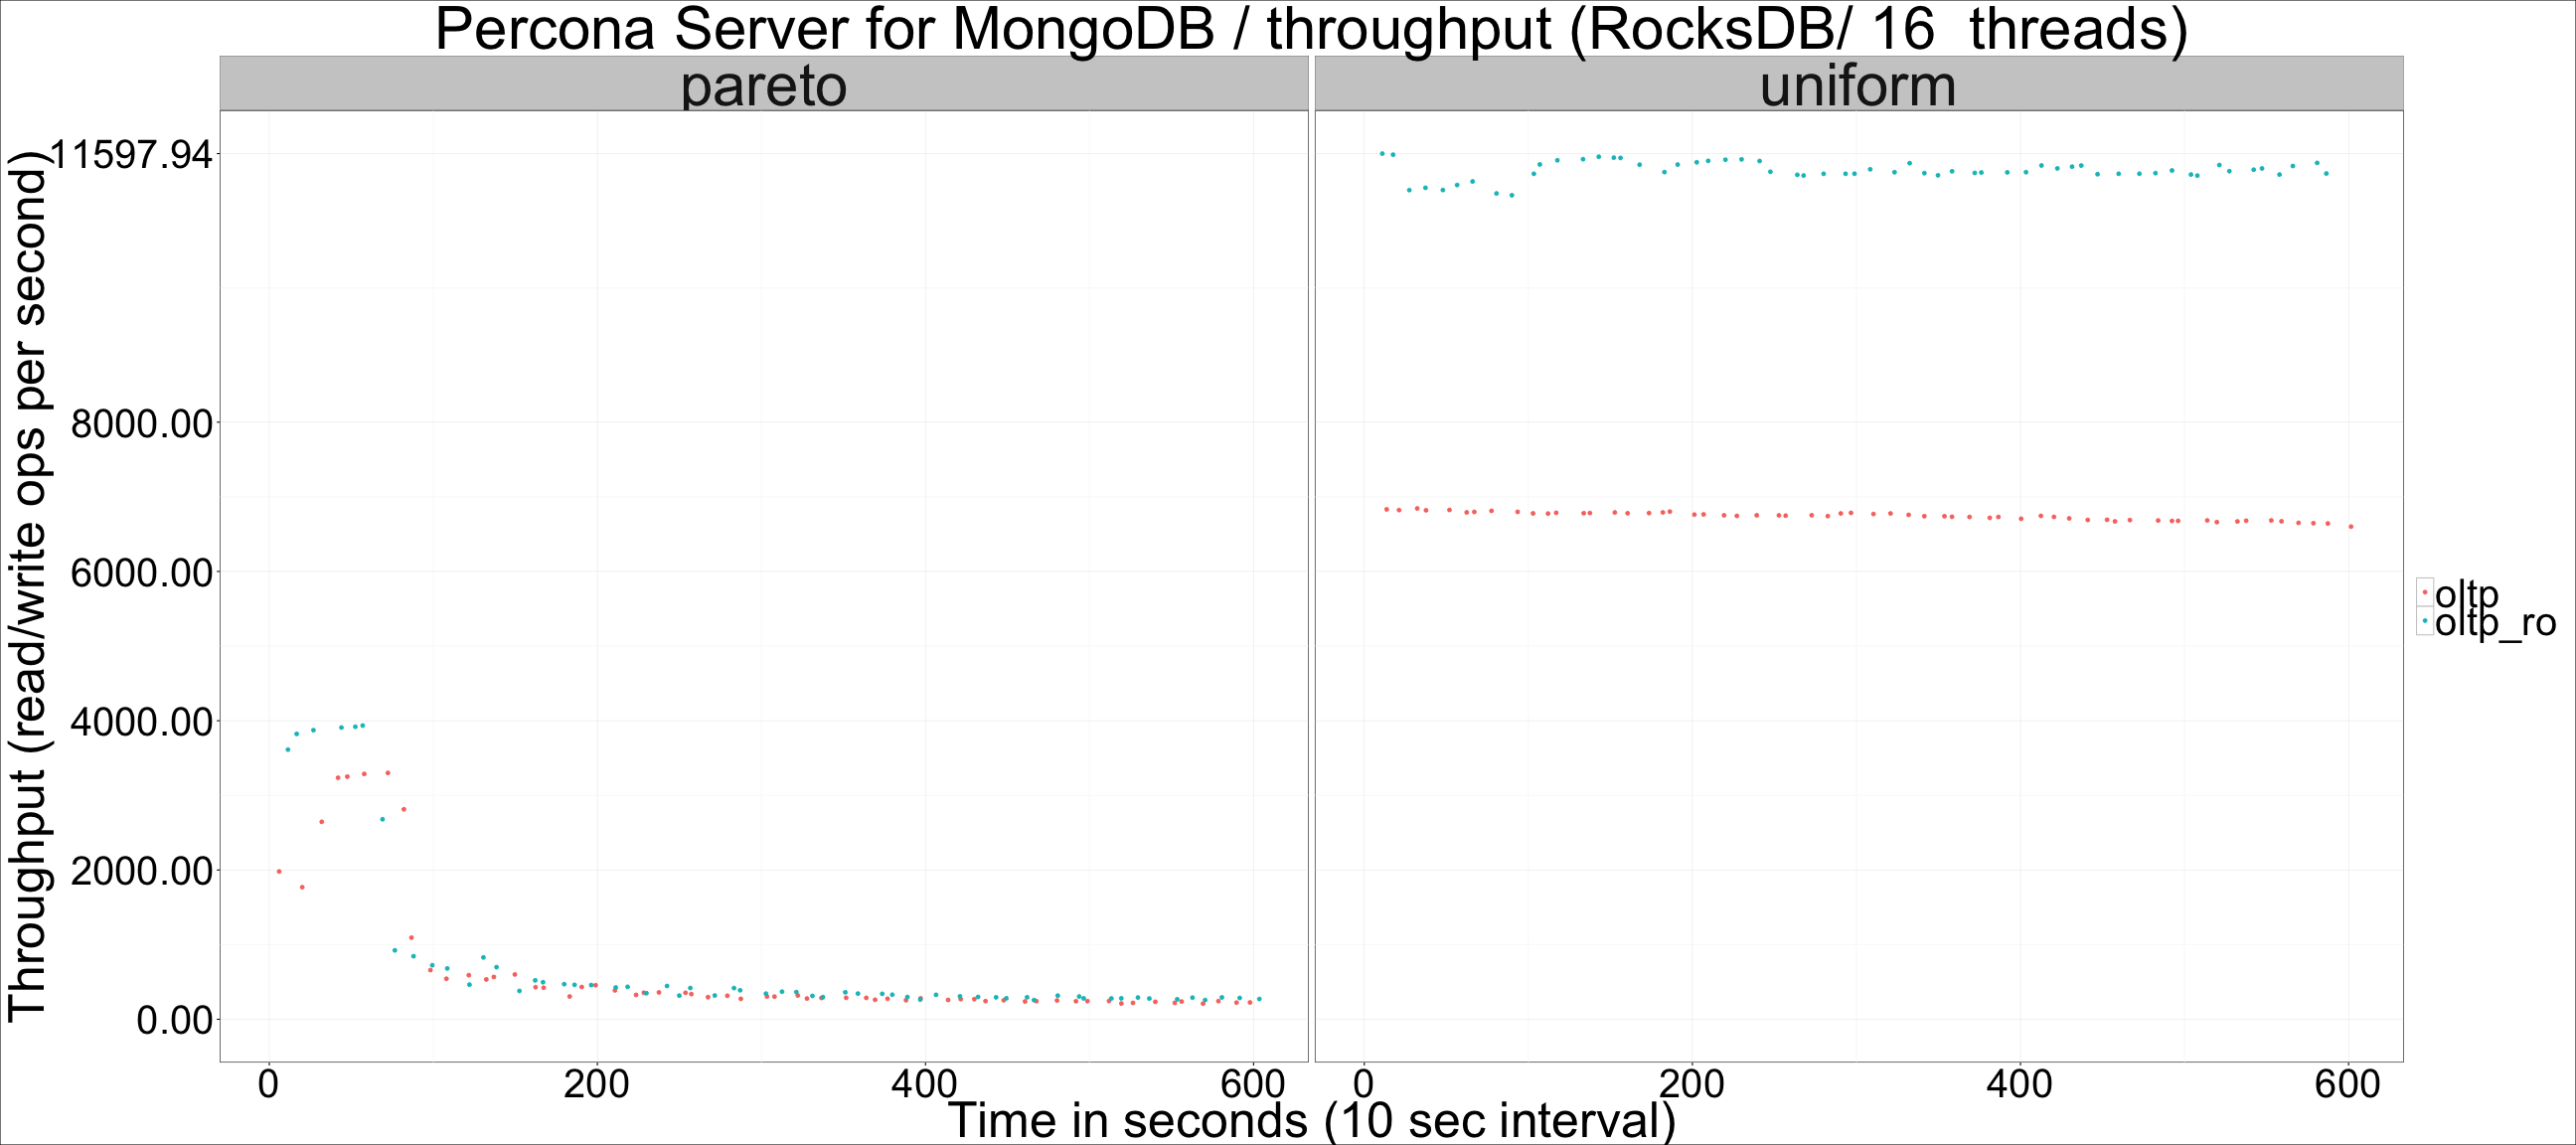 Percona Server for MongoDB / throughput (RocksDB/ 16  threads)
pareto
uniform
Throughput (read/write ops per second)
11597.94
8000.00
6000.00
4000.00
2000.00
0.00
0 200 400 600
0 200 400 600
Time in seconds (10 sec interval)
oltp
oltp_ro